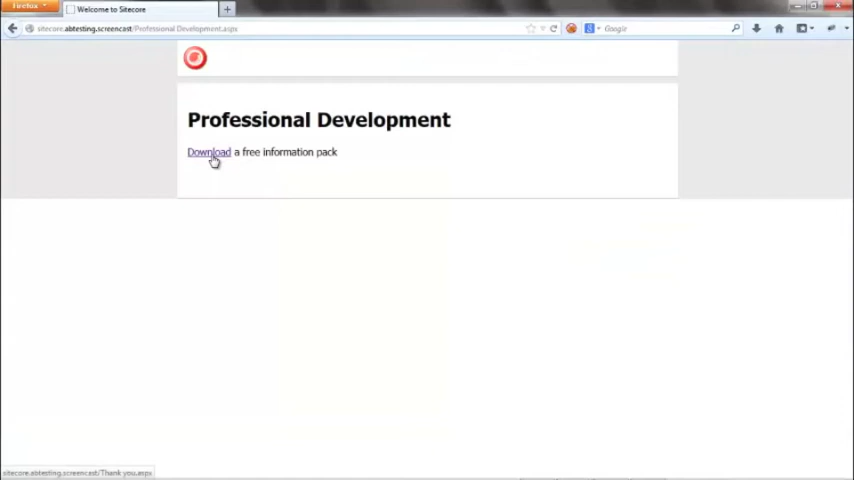 Firefox
Welcome to Sitecore
sitecore.abtesting.screencast/Professional Development.aspx
Google
Professional Development
Download a free information pack
sitecore.abtesting.screencast/Thank you.aspx